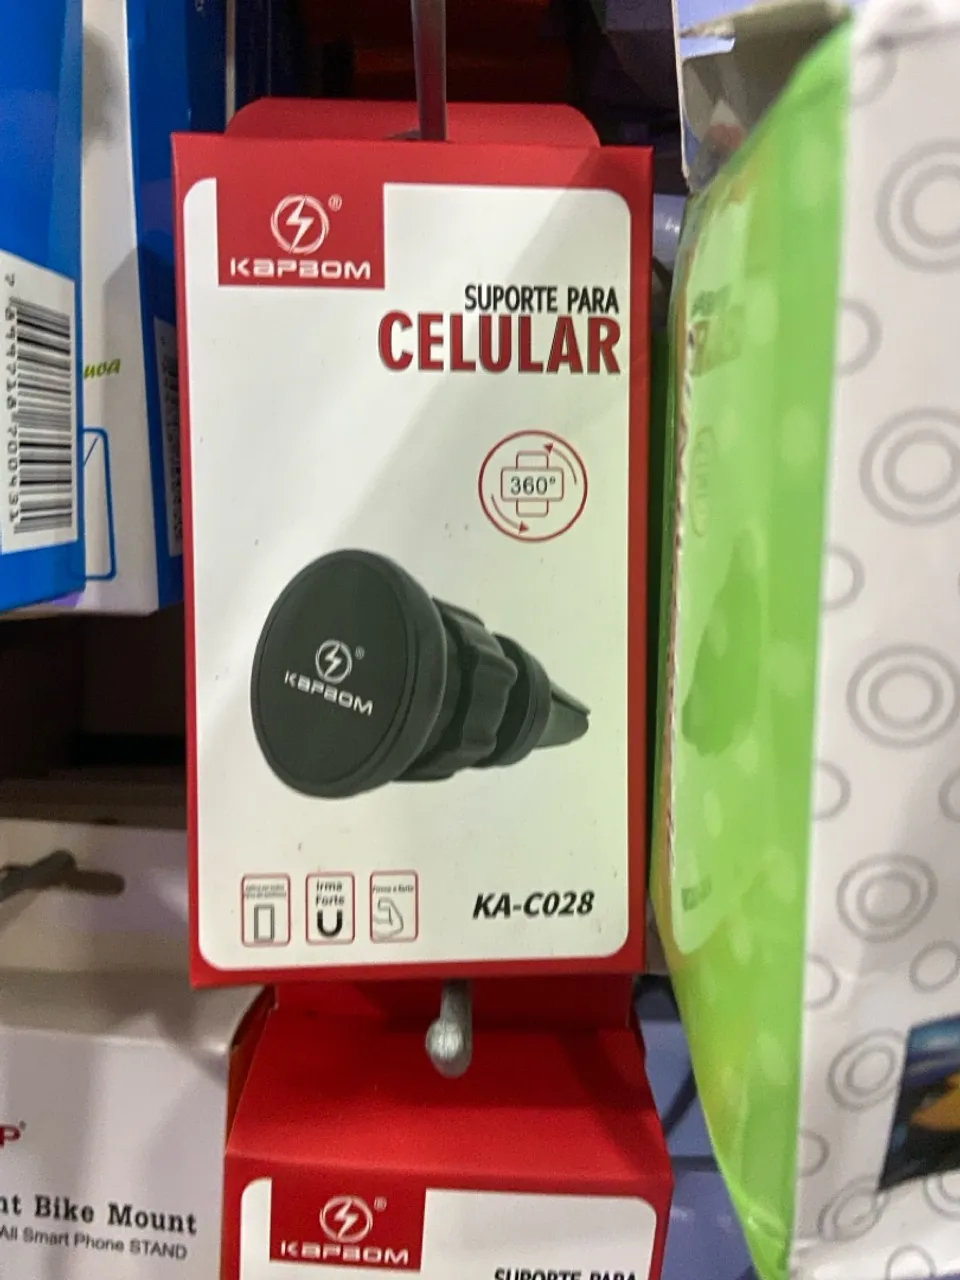 KAPBOM
SUPORTE PARA
CELULAR
360°
KAPBOM
Irma
Forte
KA-C028
nt Bike Mount
All Smart Phone STAND
KAPBOM
SUPORTE PARA